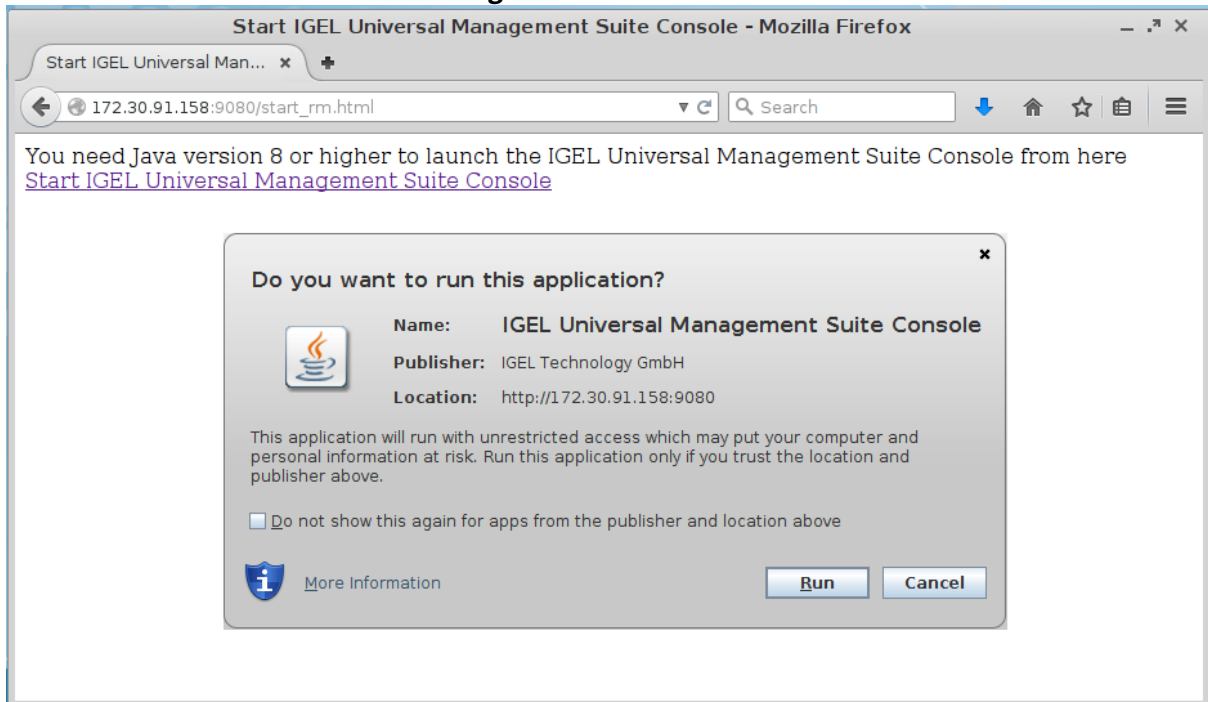 Start IGEL Universal Management Suite Console - Mozilla Firefox
Start IGEL Universal Man...
172.30.91.158:9080/start_rm.html
Search
You need Java version 8 or higher to launch the IGEL Universal Management Suite Console from here
Start IGEL Universal Management Suite Console
Do you want to run this application?
Name: IGEL Universal Management Suite Console
Publisher: IGEL Technology GmbH
Location: http://172.30.91.158:9080
This application will run with unrestricted access which may put your computer and
personal information at risk. Run this application only if you trust the location and
publisher above.
Do not show this again for apps from the publisher and location above
More Information
Run Cancel